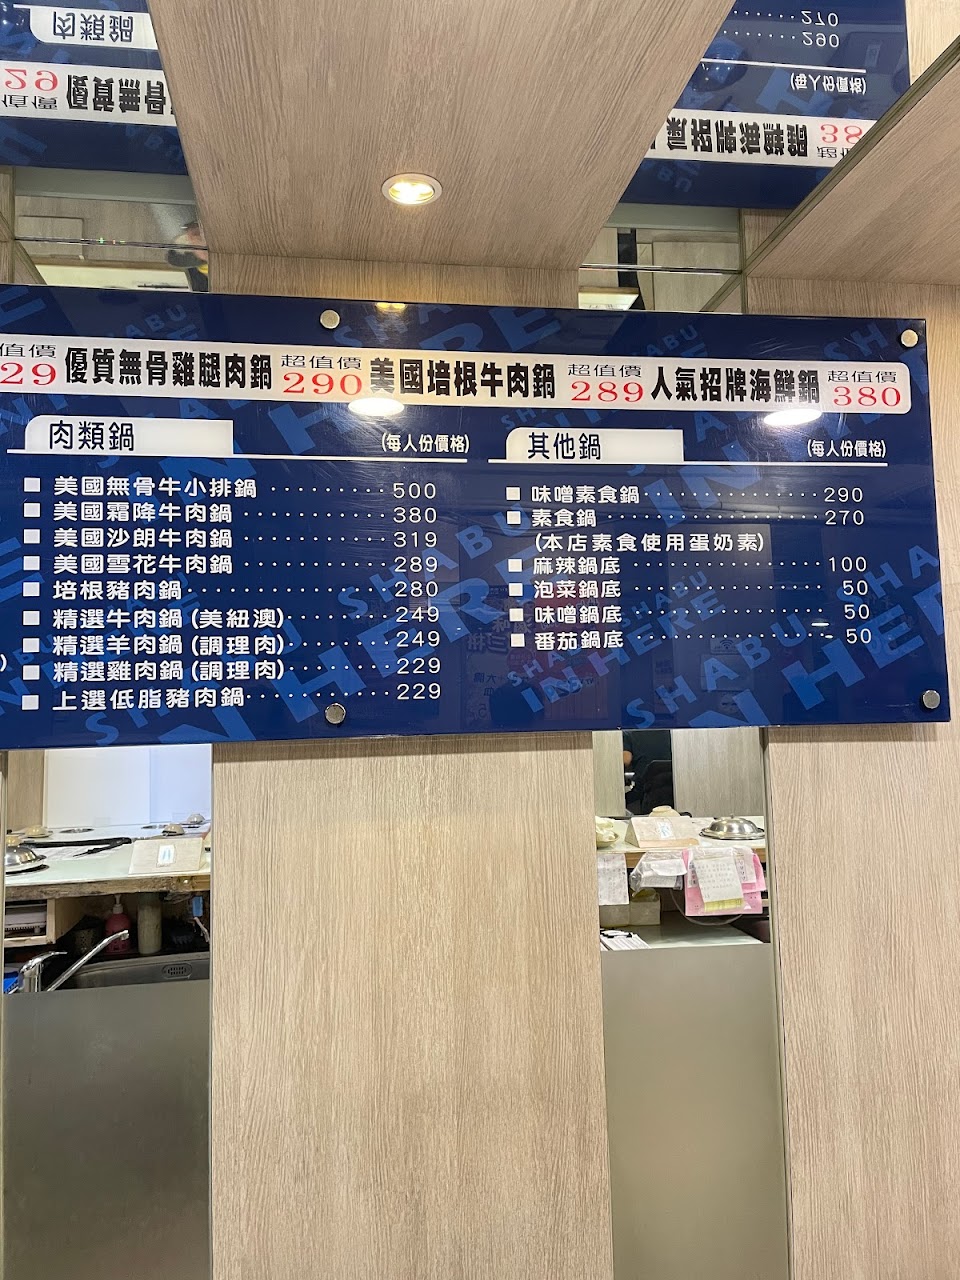 值價 29 優質無骨雞腿肉鍋 超值價 290 美國培根牛肉鍋 超值價 289 人氣招牌海鮮鍋 超值價 380
肉類鍋 (每人份價格)
美國無骨牛小排鍋 500
美國霜降牛肉鍋 380
美國沙朗牛肉鍋 319
美國雪花牛肉鍋 289
培根豬肉鍋 280
精選牛肉鍋(美紐澳) 249
精選羊肉鍋(調理肉) 249
精選雞肉鍋(調理肉) 229
上選低脂豬肉鍋 229
其他鍋 (每人份價格)
味噌素食鍋 290
素食鍋 270
(本店素食使用蛋奶素)
麻辣鍋底 100
泡菜鍋底 50
味噌鍋底 50
番茄鍋底 50
SHABU
IN HERE